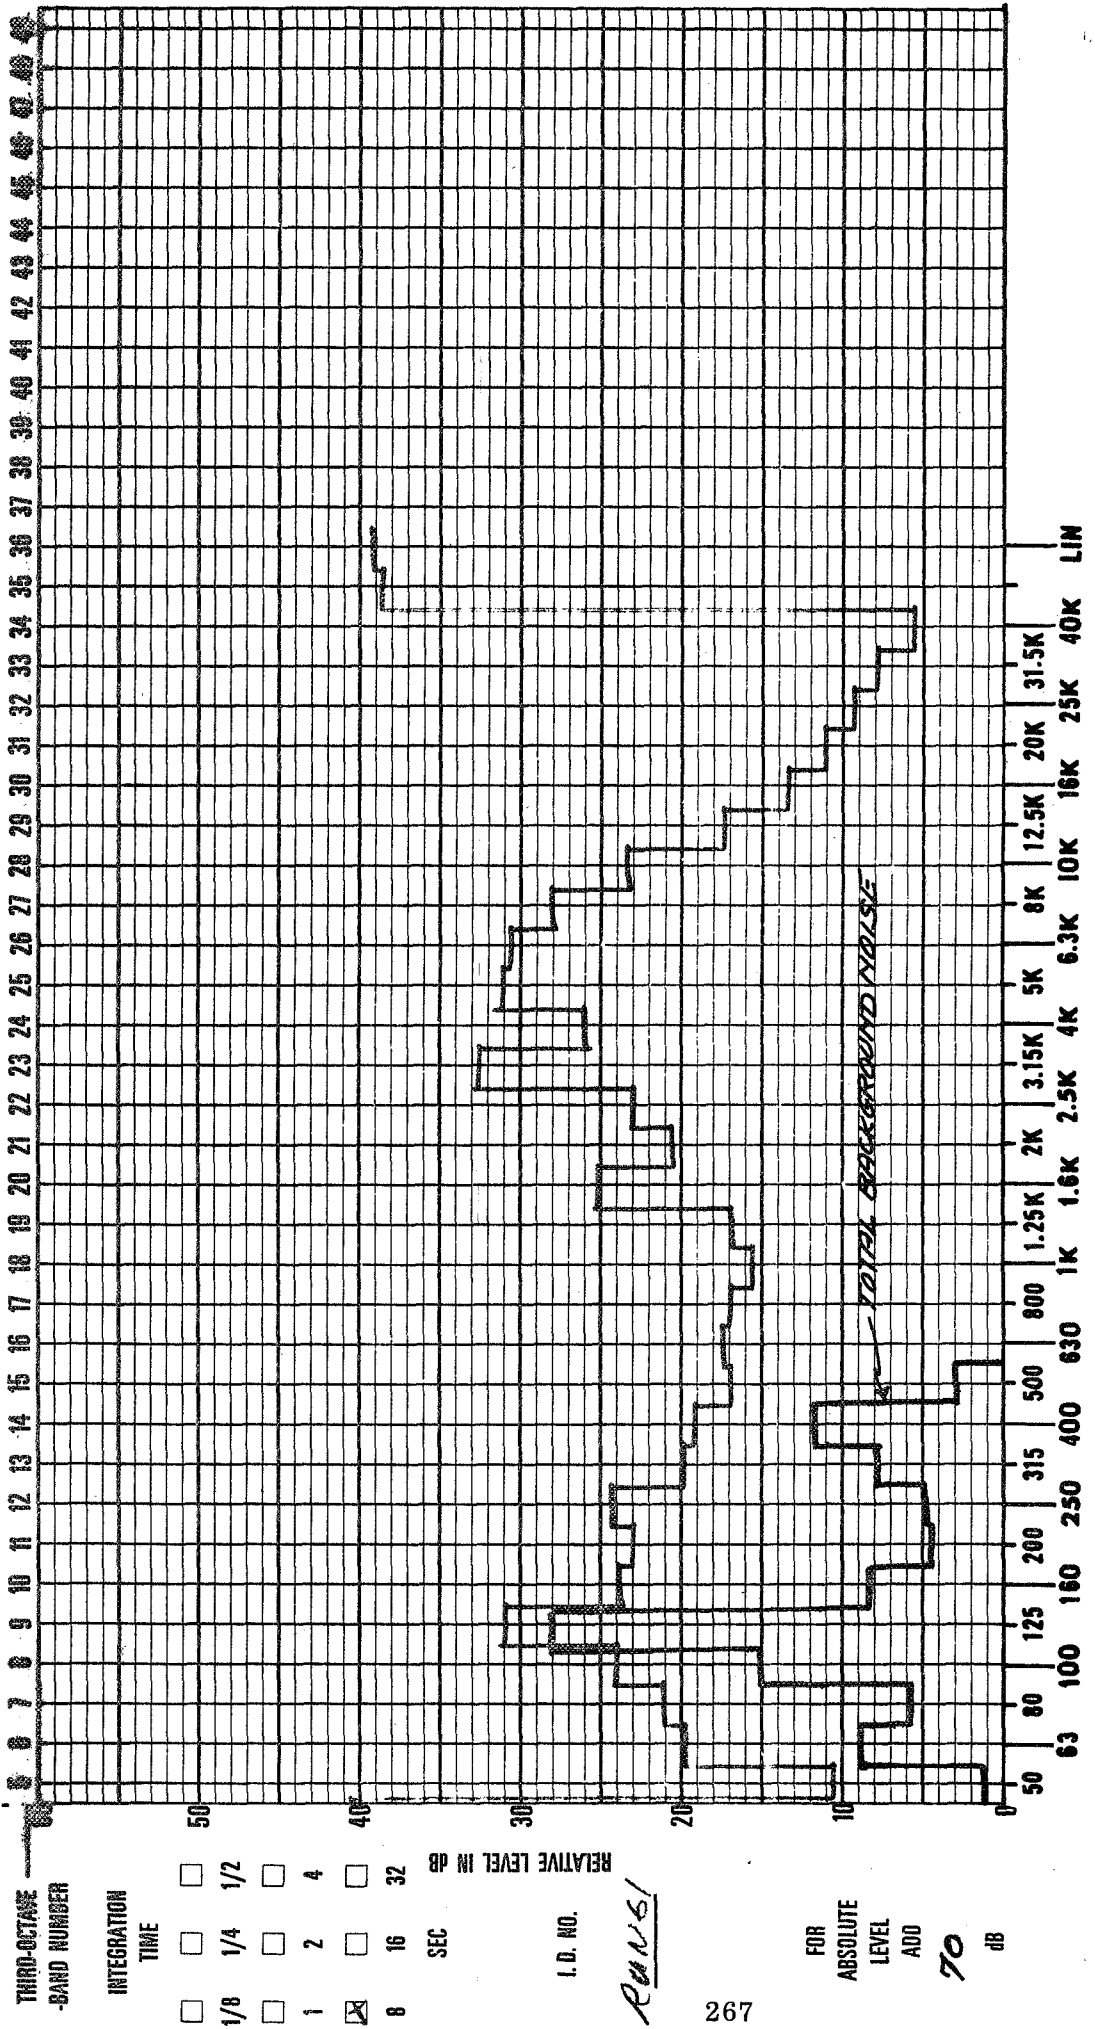 THIRD-OCTAVE
-BAND NUMBER
5 6 7 8 9 10 11 12 13 14 15 16 17 18 19 20 21 22 23 24 25 26 27 28 29 30 31 32 33 34 35 36 37 38 39 40 41 42 43 44 45 46 47 48
INTEGRATION
TIME
1/8 1/4 1/2
1 2 4
8 16 32
SEC
I. D. NO.
RUN 61
FOR
ABSOLUTE
LEVEL
ADD
70
dB
RELATIVE LEVEL IN dB
60
50
40
30
20
10
0
TOTAL BACKGROUND NOISE
50 80 125 200 315 500 800 1.25K 2K 3.15K 5K 8K 12.5K 20K 31.5K
63 100 160 250 400 630 1K 1.6K 2.5K 4K 6.3K 10K 16K 25K 40K LIN
267